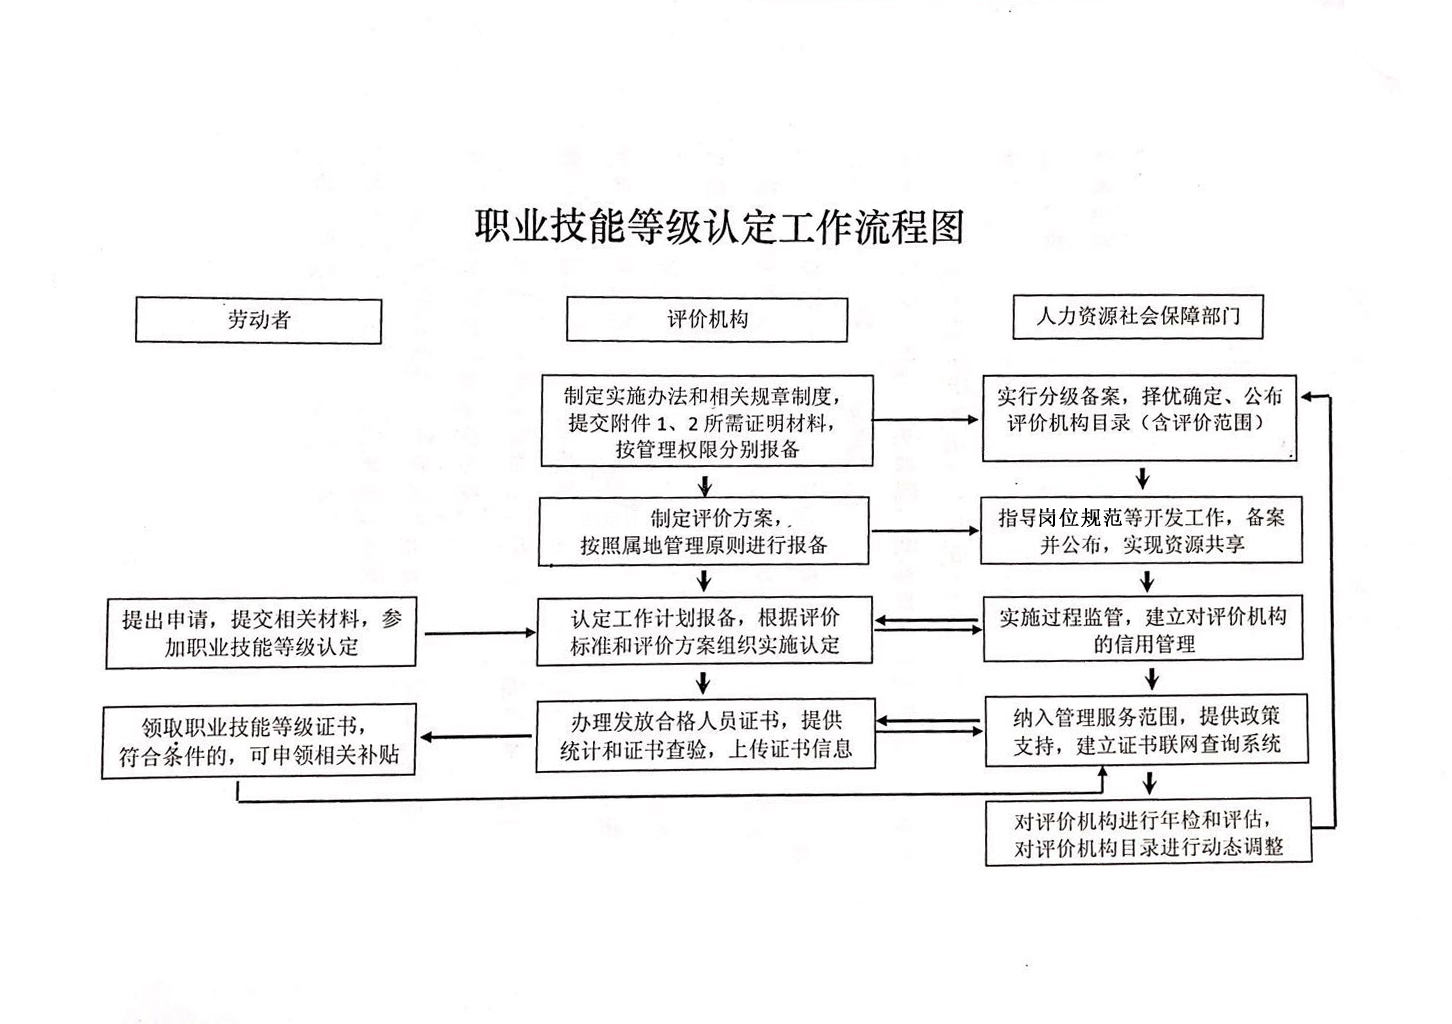 职业技能等级认定工作流程图
劳动者
评价机构
人力资源社会保障部门
制定实施办法和相关规章制度，
提交附件 1、2 所需证明材料，
按管理权限分别报备
实行分级备案，择优确定、公布
评价机构目录（含评价范围）
制定评价方案，
按照属地管理原则进行报备
指导岗位规范等开发工作，备案
并公布，实现资源共享
提出申请，提交相关材料，参
加职业技能等级认定
认定工作计划报备，根据评价
标准和评价方案组织实施认定
实施过程监管，建立对评价机构
的信用管理
领取职业技能等级证书，
符合条件的，可申领相关补贴
办理发放合格人员证书，提供
统计和证书查验，上传证书信息
纳入管理服务范围，提供政策
支持，建立证书联网查询系统
对评价机构进行年检和评估，
对评价机构目录进行动态调整